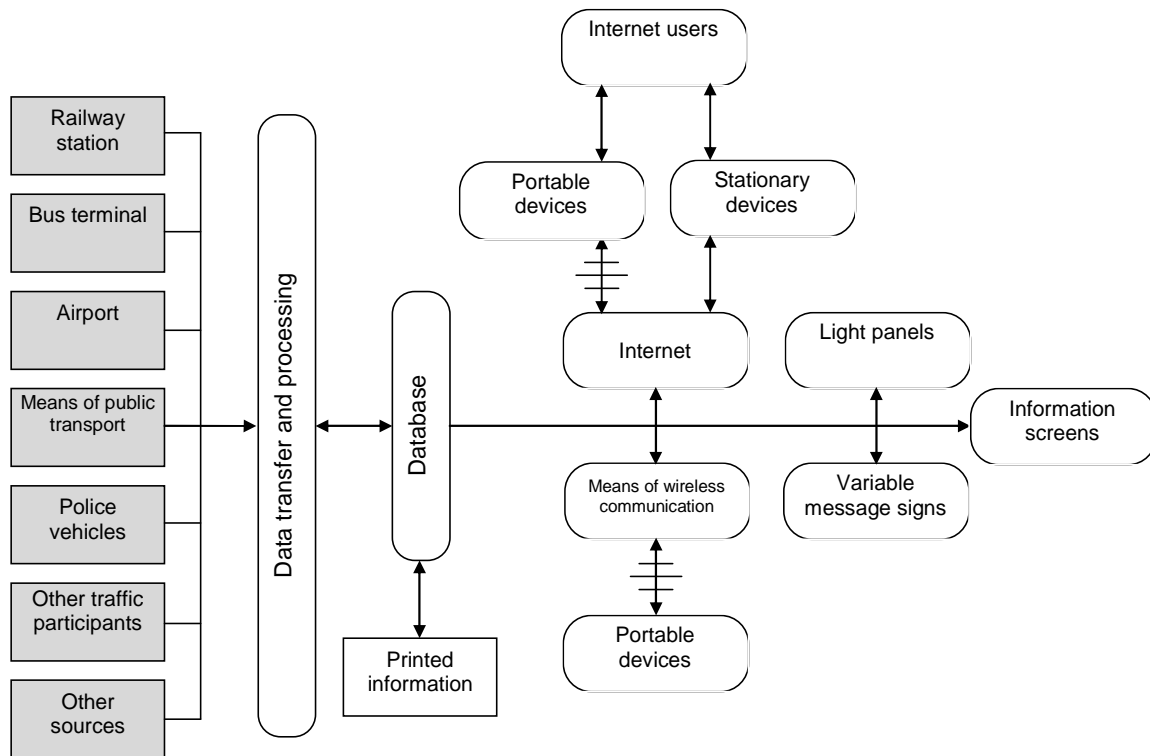 Railway
station
Bus terminal
Airport
Means of public
transport
Police
vehicles
Other traffic
participants
Other
sources
Data transfer and processing
Database
Printed
information
Internet users
Portable
devices
Stationary
devices
Internet
Light panels
Information
screens
Means of wireless
communication
Variable
message signs
Portable
devices